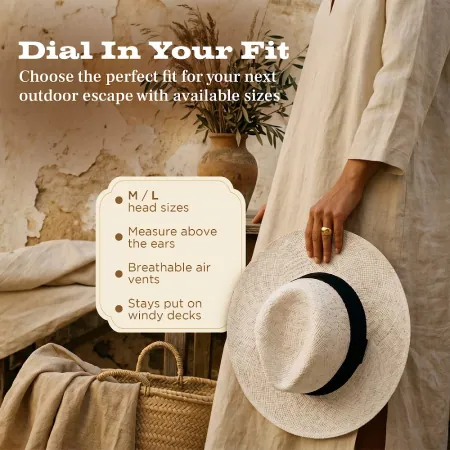 Dial In Your Fit
Choose the perfect fit for your next
outdoor escape with available sizes
M / L
head sizes
Measure above
the ears
Breathable air
vents
Stays put on
windy decks